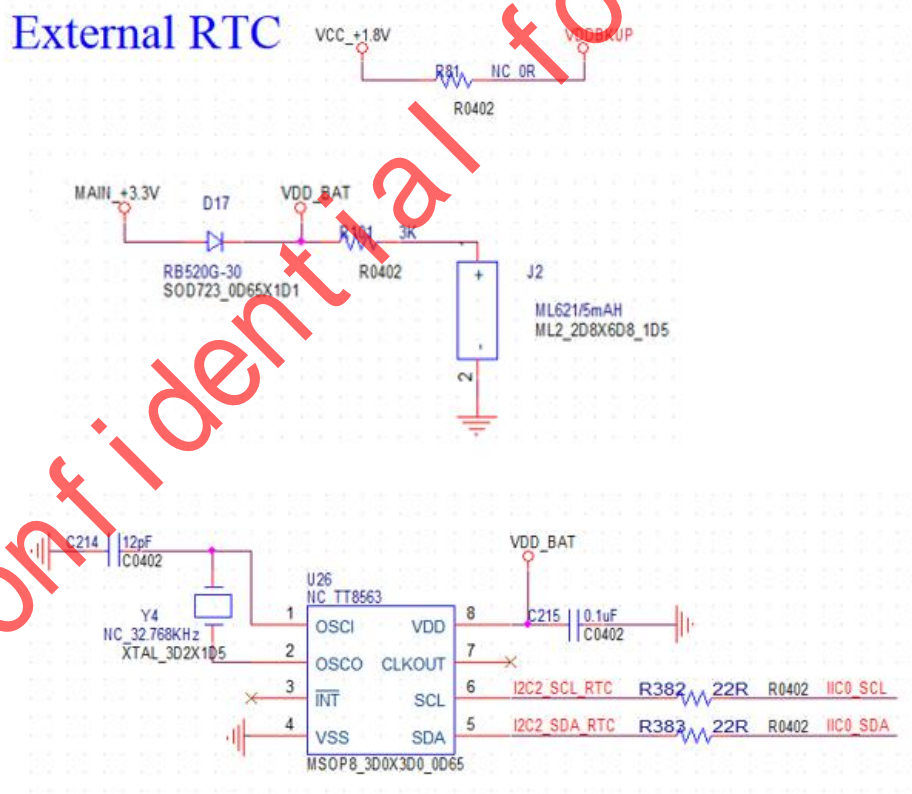 External RTC
VCC_+1.8V
VDDBKUP
R81
NC 0R
R0402
MAIN_+3.3V
D17
VDD_BAT
R101
3K
RB520G-30
SOD723_0D65X1D1
R0402
+
J2
ML621/5mAH
ML2_2D8X6D8_1D5
-
2
Confidential fo
C214
12pF
C0402
VDD_BAT
U26
NC TT8563
Y4
NC_32.768KHz
XTAL_3D2X1D5
1
OSCI
VDD
8
C215
0.1uF
C0402
2
OSCO
CLKOUT
7
3
INT
SCL
6
I2C2_SCL_RTC
R382
22R
R0402
IIC0_SCL
4
VSS
SDA
5
I2C2_SDA_RTC
R383
22R
R0402
IIC0_SDA
MSOP8_3D0X3D0_0D65